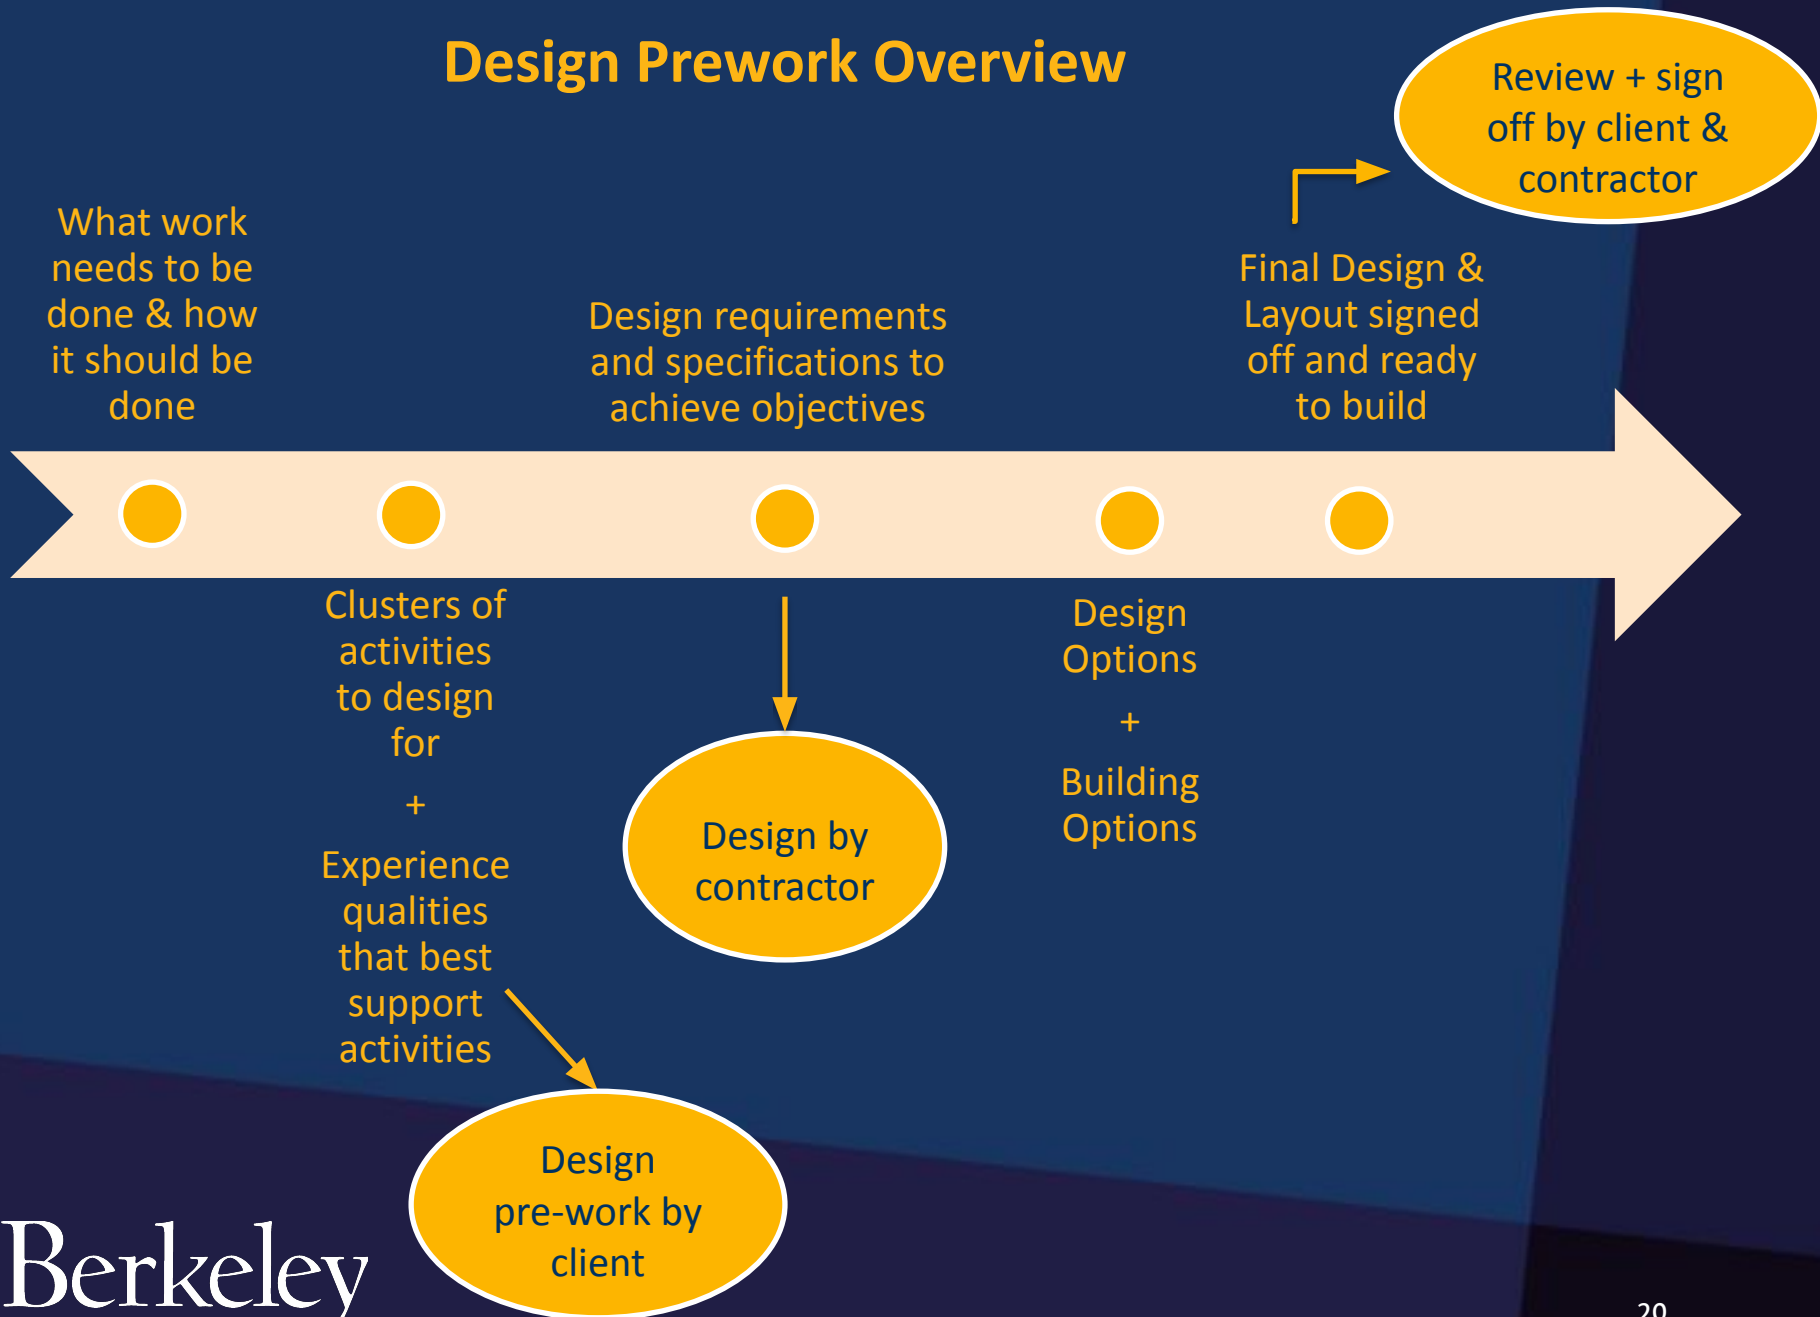 Design Prework Overview
Review + sign
off by client &
contractor
What work
needs to be
done & how
it should be
done
Design requirements
and specifications to
achieve objectives
Final Design &
Layout signed
off and ready
to build
Clusters of
activities
to design
for
+
Experience
qualities
that best
support
activities
Design by
contractor
Design
Options
+
Building
Options
Design
pre-work by
client
Berkeley
20